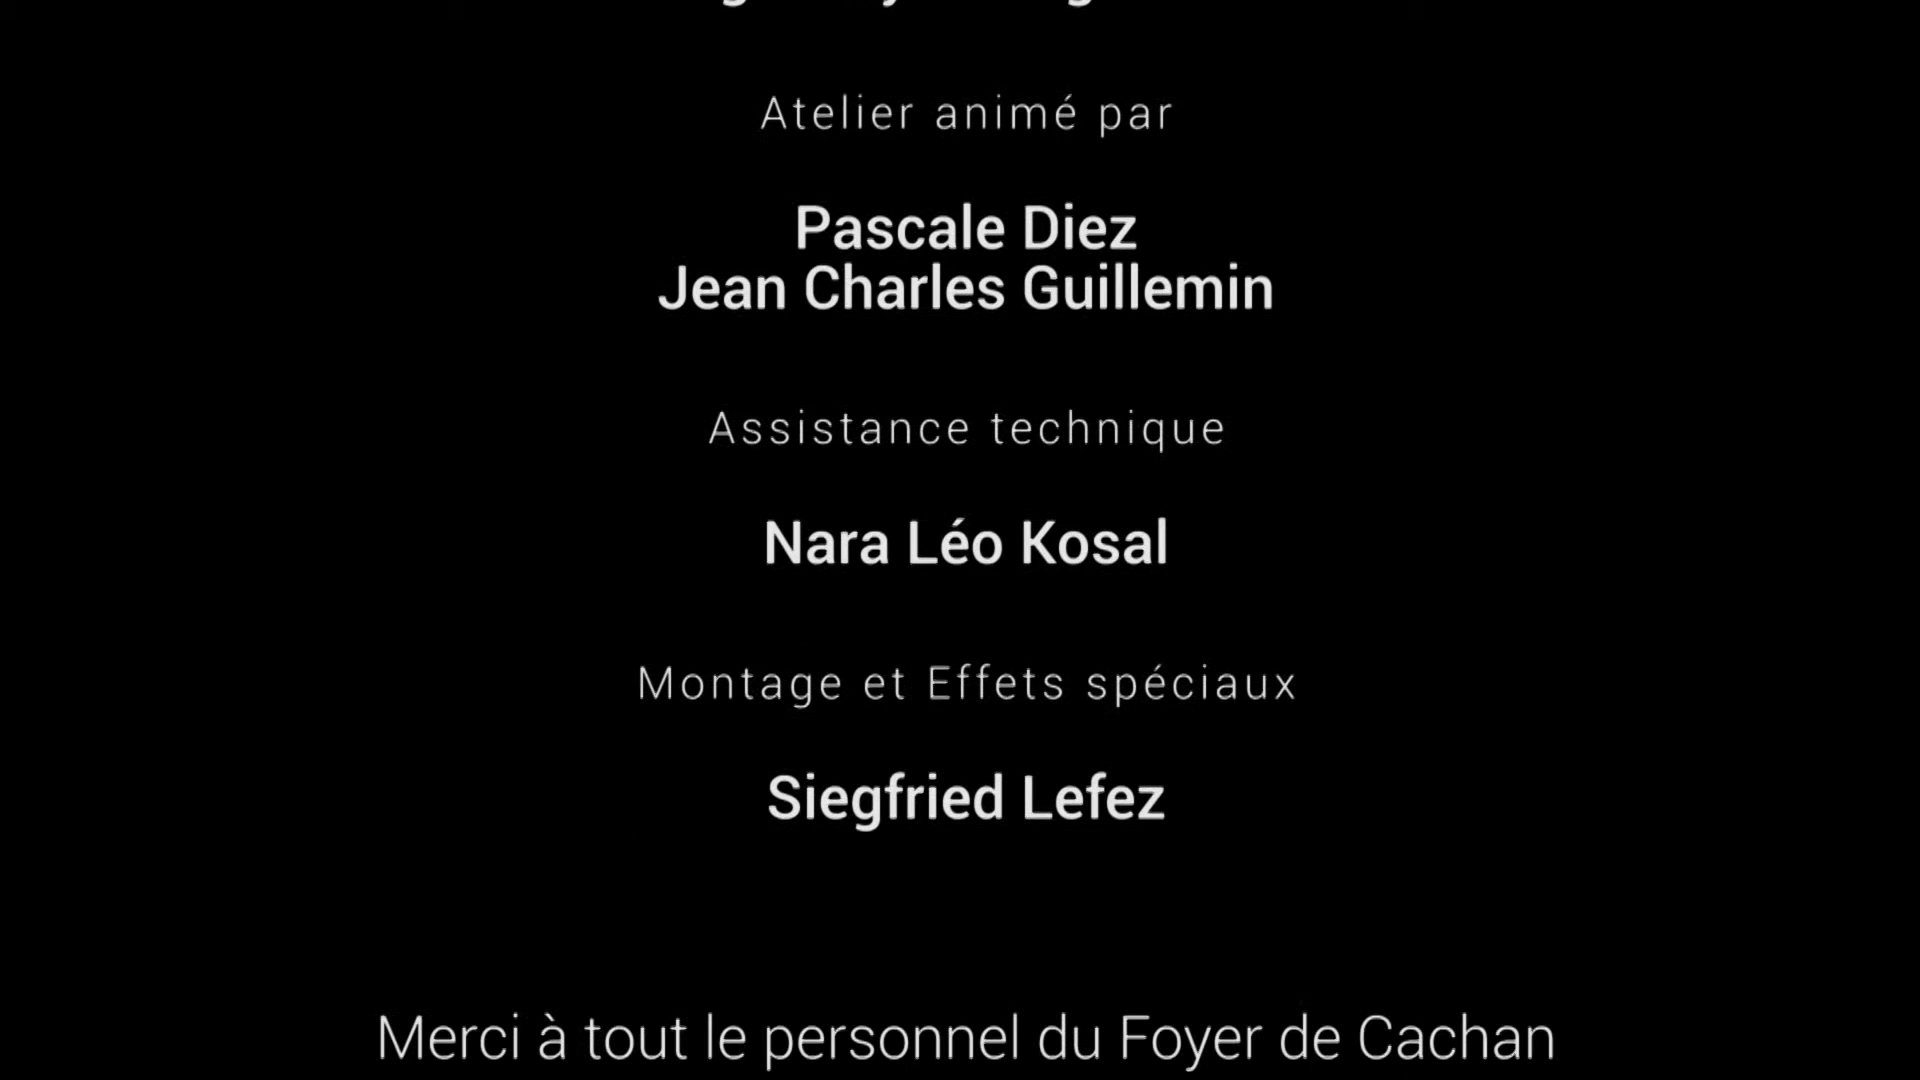 Atelier animé par
Pascale Diez
Jean Charles Guillemin
Assistance technique
Nara Léo Kosal
Montage et Effets spéciaux
Siegfried Lefez
Merci à tout le personnel du Foyer de Cachan